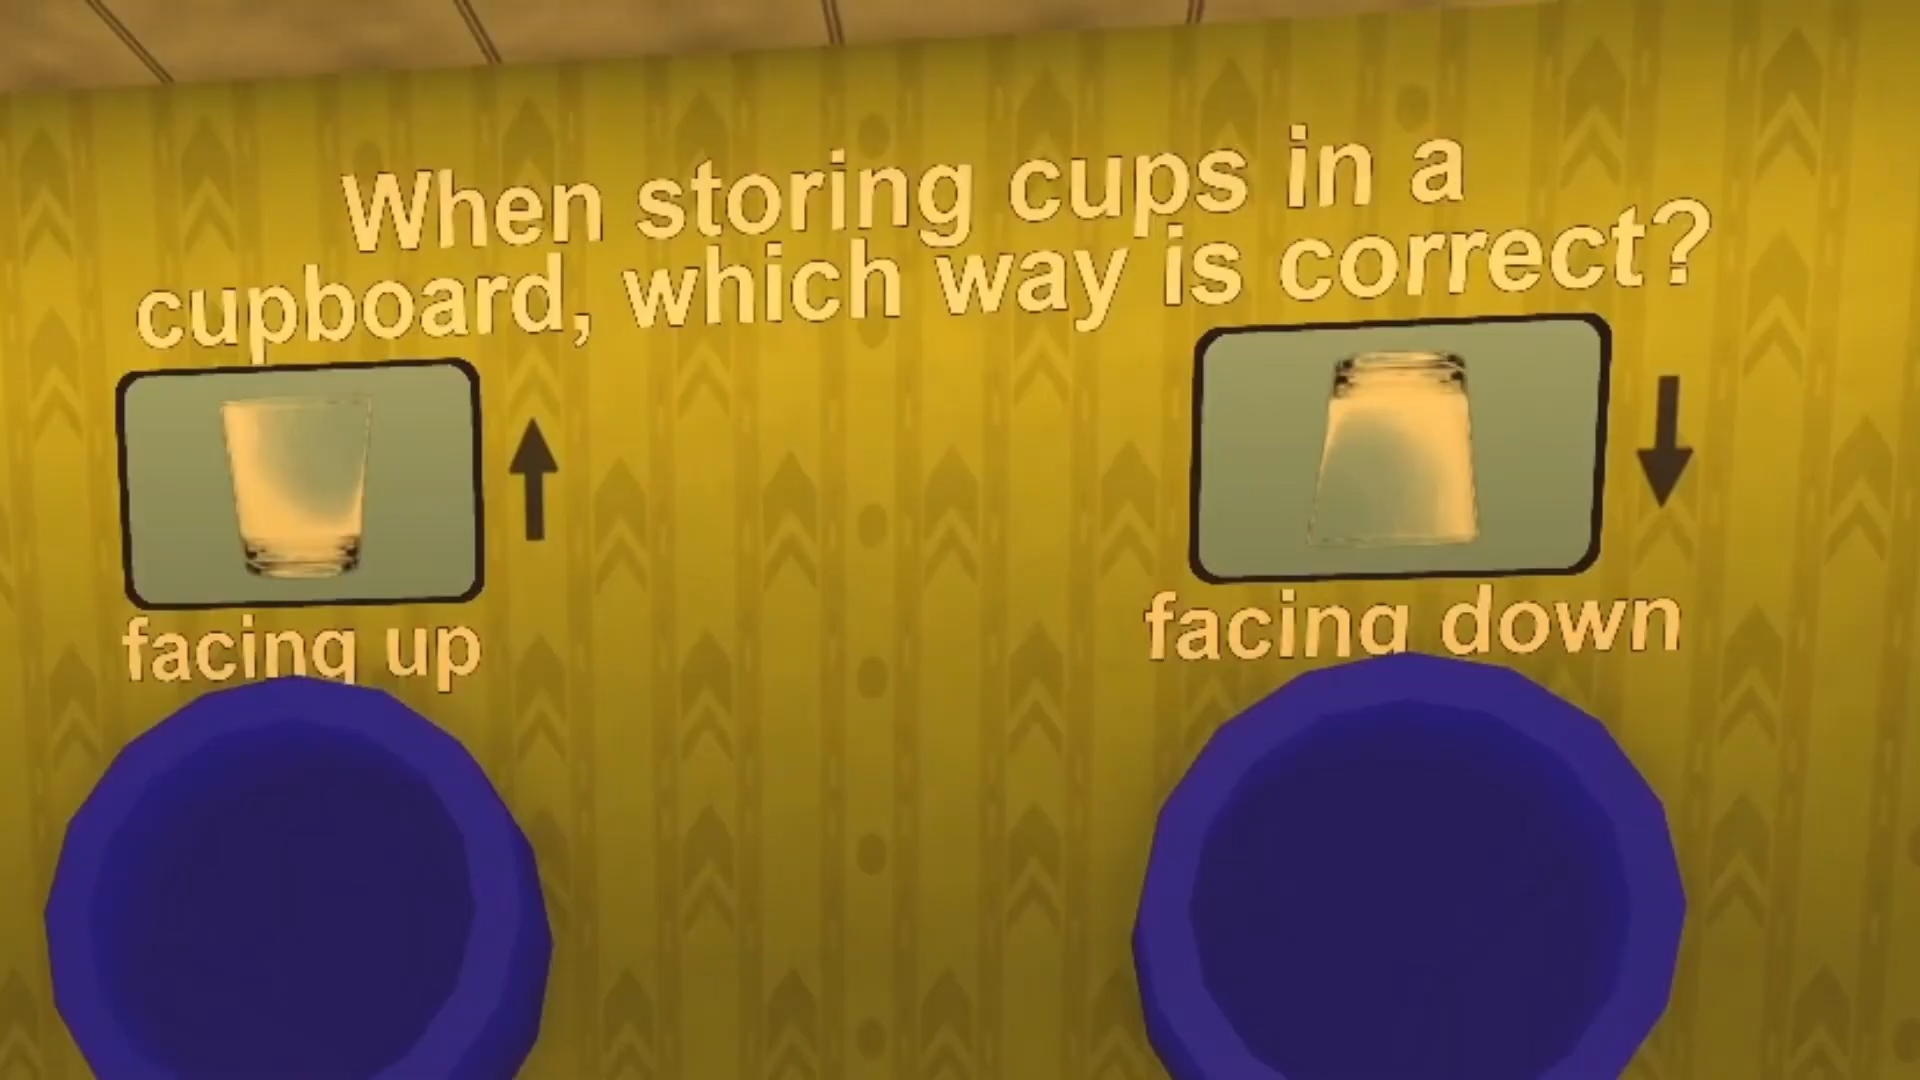 When storing cups in a
cupboard, which way is correct?
facing up
facing down